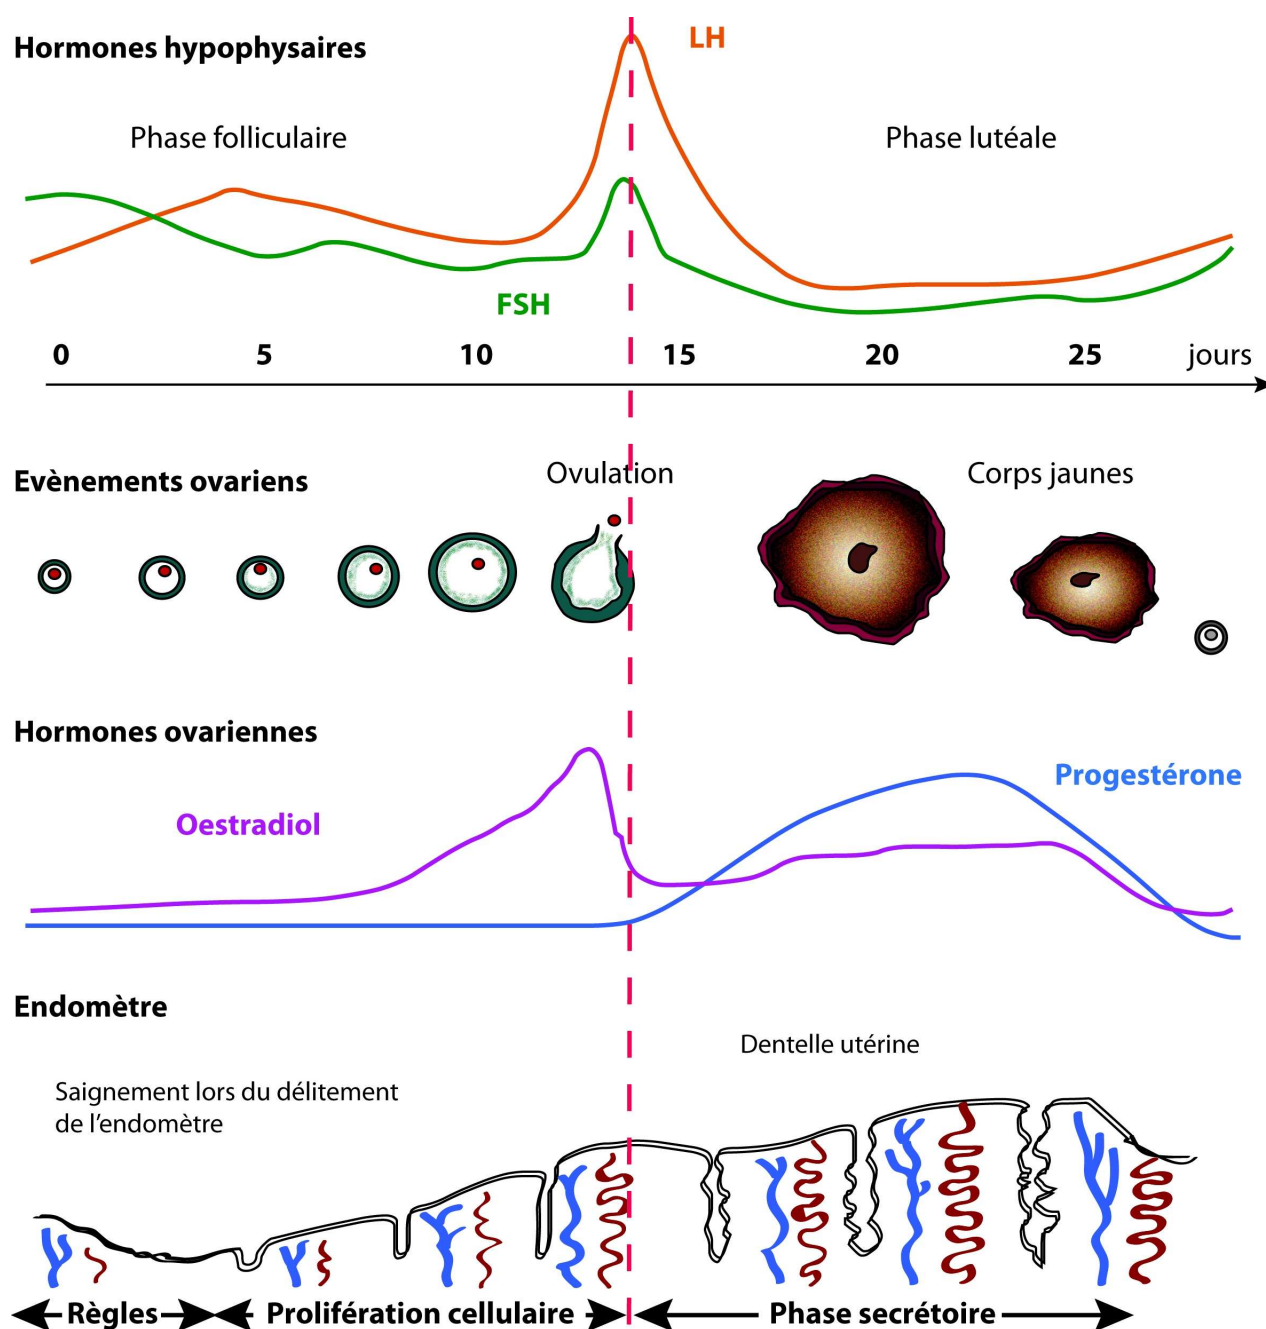 Hormones hypophysaires
LH
Phase folliculaire
Phase lutéale
FSH
0 5 10 15 20 25 jours
Evènements ovariens
Ovulation
Corps jaunes
Hormones ovariennes
Progestérone
Oestradiol
Endomètre
Dentelle utérine
Saignement lors du délitement
de l'endomètre
Règles
Prolifération cellulaire
Phase secrétoire